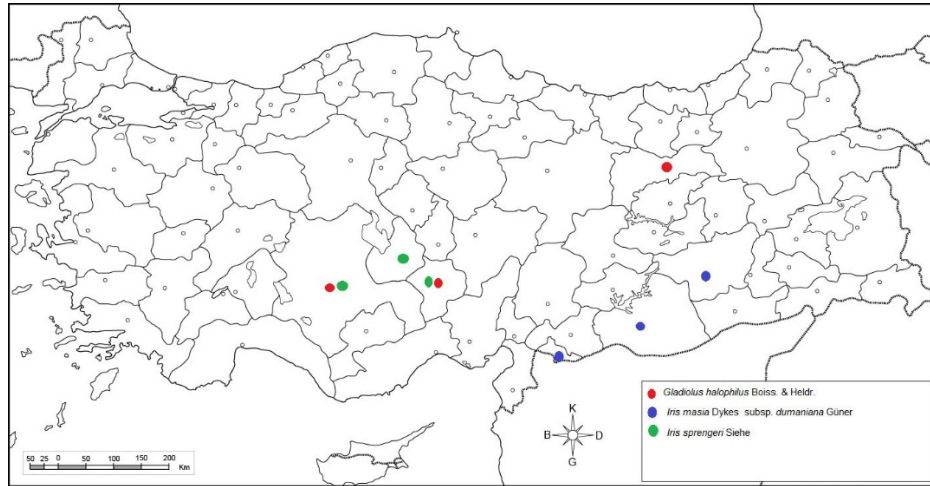 K
B D
G
Gladiolus halophilus Boiss. & Heldr.
Iris masia Dykes subsp. dumaniana Güner
Iris sprengeri Siehe
50 25 0 50 100 150 200
Km